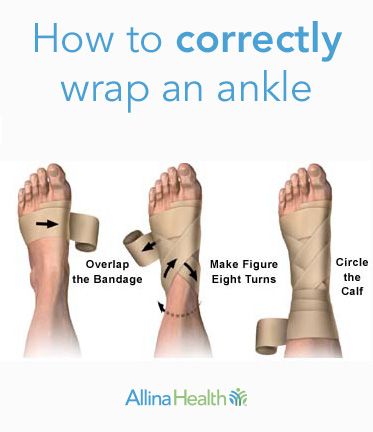 How to correctly
wrap an ankle
Overlap
the Bandage
Make Figure
Eight Turns
Circle
the
Calf
AllinaHealth